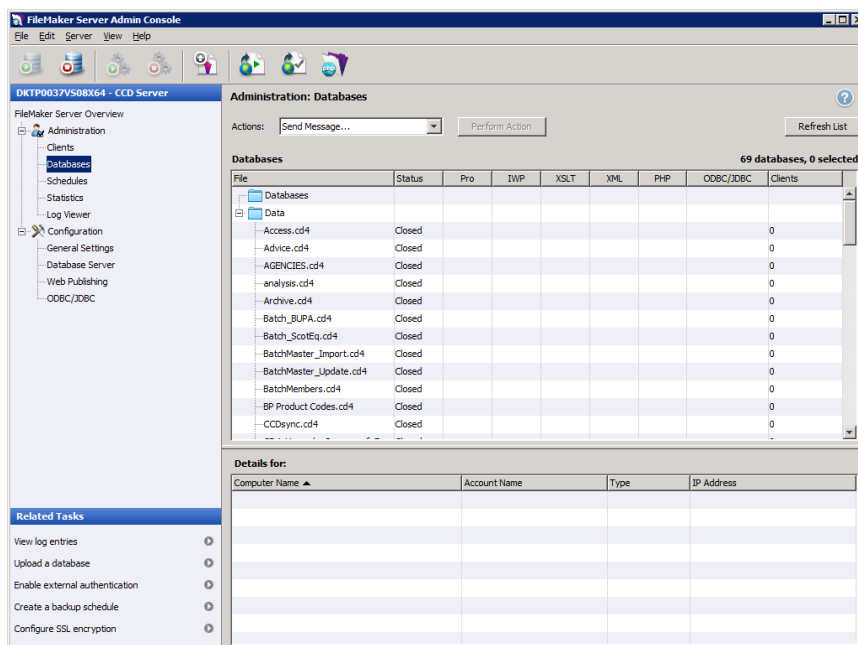 FileMaker Server Admin Console
File Edit Server View Help
DKTP0037VS08X64 - CCD Server
FileMaker Server Overview
Administration
Clients
Databases
Schedules
Statistics
Log Viewer
Configuration
General Settings
Database Server
Web Publishing
ODBC/JDBC
Related Tasks
View log entries
Upload a database
Enable external authentication
Create a backup schedule
Configure SSL encryption
Administration: Databases
Actions: Send Message... Perform Action Refresh List
Databases 69 databases, 0 selected
File Status Pro IWP XSLT XML PHP ODBC/JDBC Clients
Databases
Data
Access.cd4 Closed 0
Advice.cd4 Closed 0
AGENCIES.cd4 Closed 0
analysis.cd4 Closed 0
Archive.cd4 Closed 0
Batch_BUPA.cd4 Closed 0
Batch_ScotEq.cd4 Closed 0
BatchMaster_Import.cd4 Closed 0
BatchMaster_Update.cd4 Closed 0
BatchMembers.cd4 Closed 0
BP Product Codes.cd4 Closed 0
CCDsync.cd4 Closed 0
Details for:
Computer Name Account Name Type IP Address